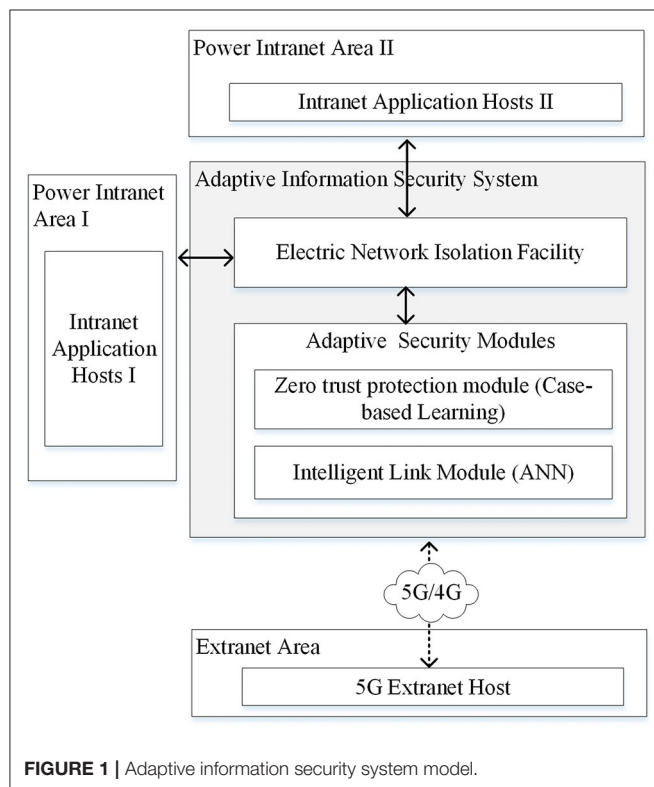 Power Intranet Area II
Intranet Application Hosts II
Power Intranet
Area I
Intranet
Application
Hosts I
Adaptive Information Security System
Electric Network Isolation Facility
Adaptive Security Modules
Zero trust protection module (Case-
based Learning)
Intelligent Link Module (ANN)
5G/4G
Extranet Area
5G Extranet Host
FIGURE 1 | Adaptive information security system model.